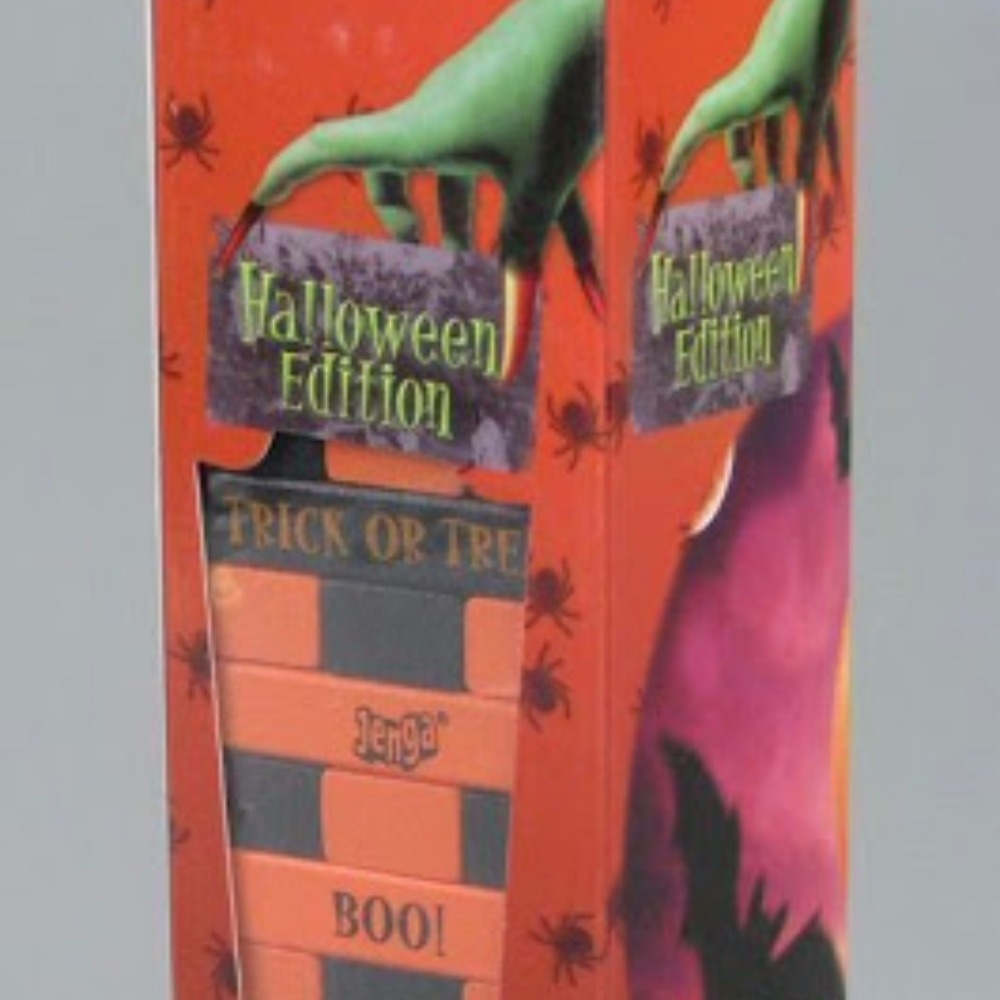 Halloween
Edition
TRICK OR TRE
Jenga®
BOO!
Halloween
Edition